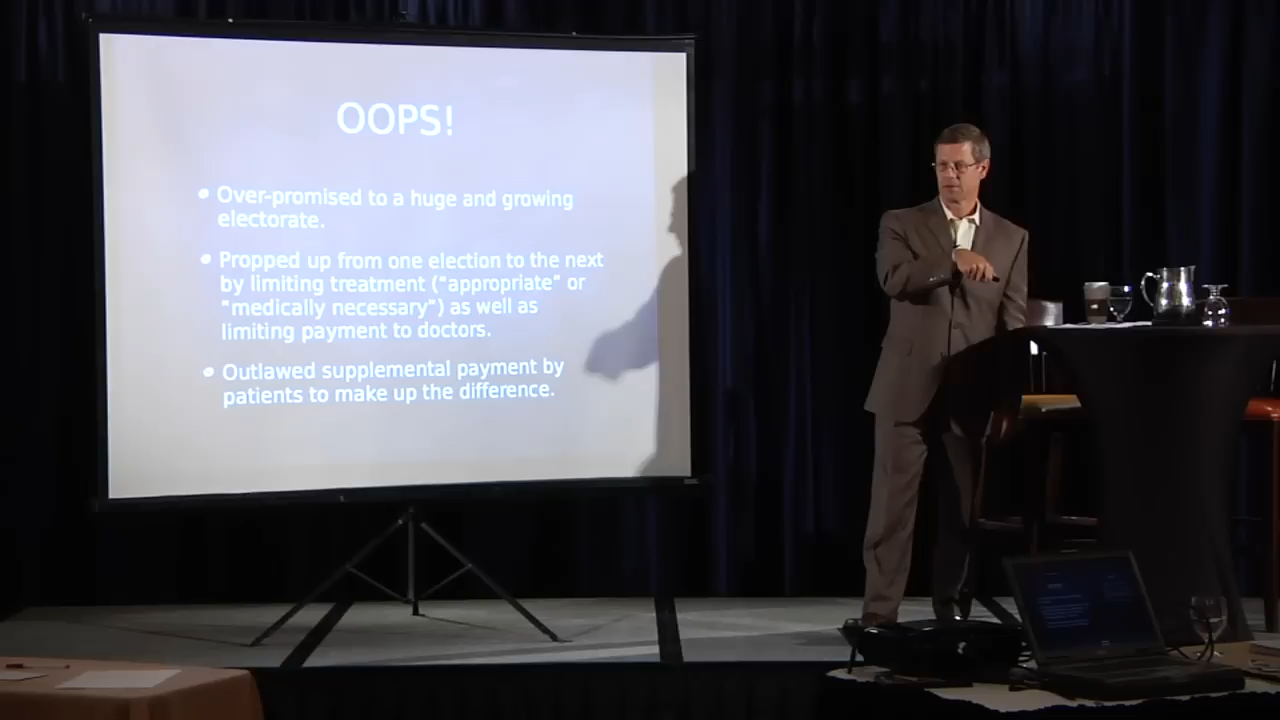 OOPS!
• Over-promised to a huge and growing
electorate.
• Propped up from one election to the next
by limiting treatment ("appropriate" or
"medically necessary") as well as
limiting payment to doctors.
• Outlawed supplemental payment by
patients to make up the difference.